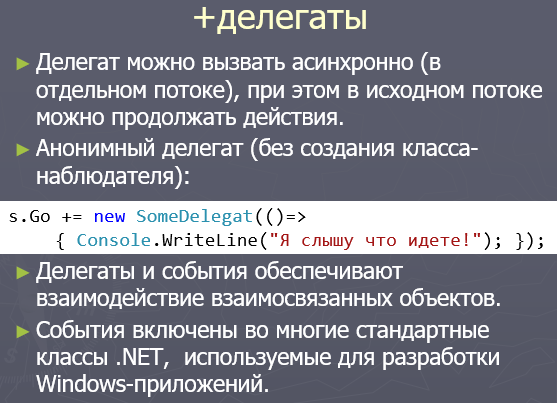 +делегаты
► Делегат можно вызвать асинхронно (в
отдельном потоке), при этом в исходном потоке
можно продолжать действия.
► Анонимный делегат (без создания класса-
наблюдателя):
s.Go += new SomeDelegat(()=>
{ Console.WriteLine("Я слышу что идете!"); });
► Делегаты и события обеспечивают
взаимодействие взаимосвязанных объектов.
► События включены во многие стандартные
классы .NET, используемые для разработки
Windows-приложений.